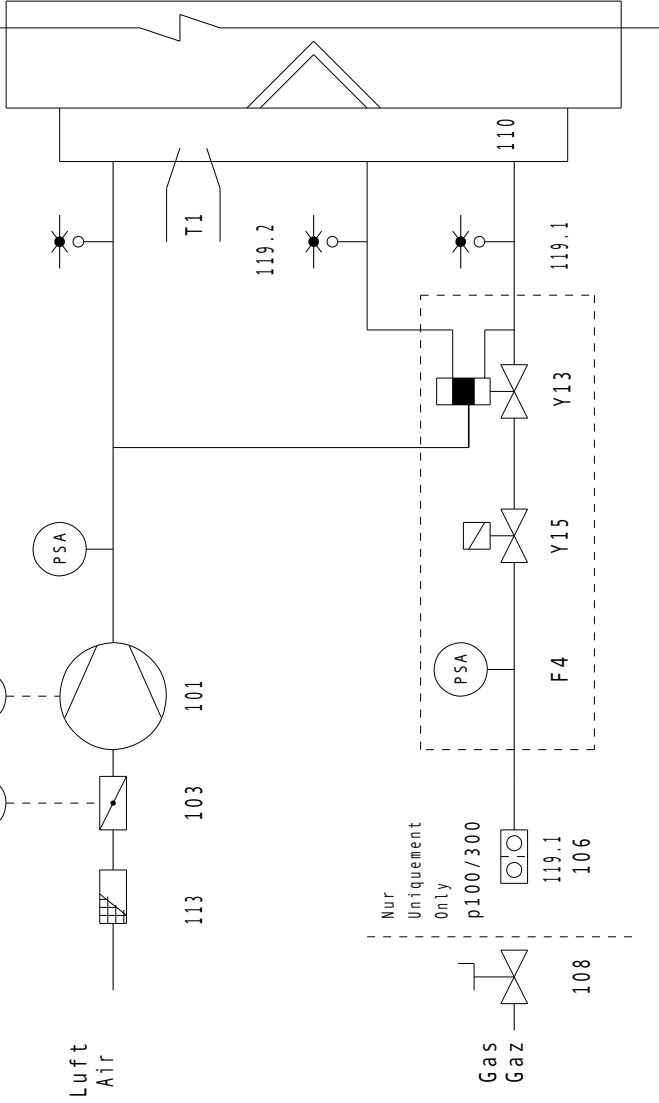 Luft
Air
113
103
101
PSA
T1
Gas
Gaz
108
Nur
Uniquement
Only
p100/300
119.1
106
PSA
F4
Y15
Y13
119.2
119.1
110